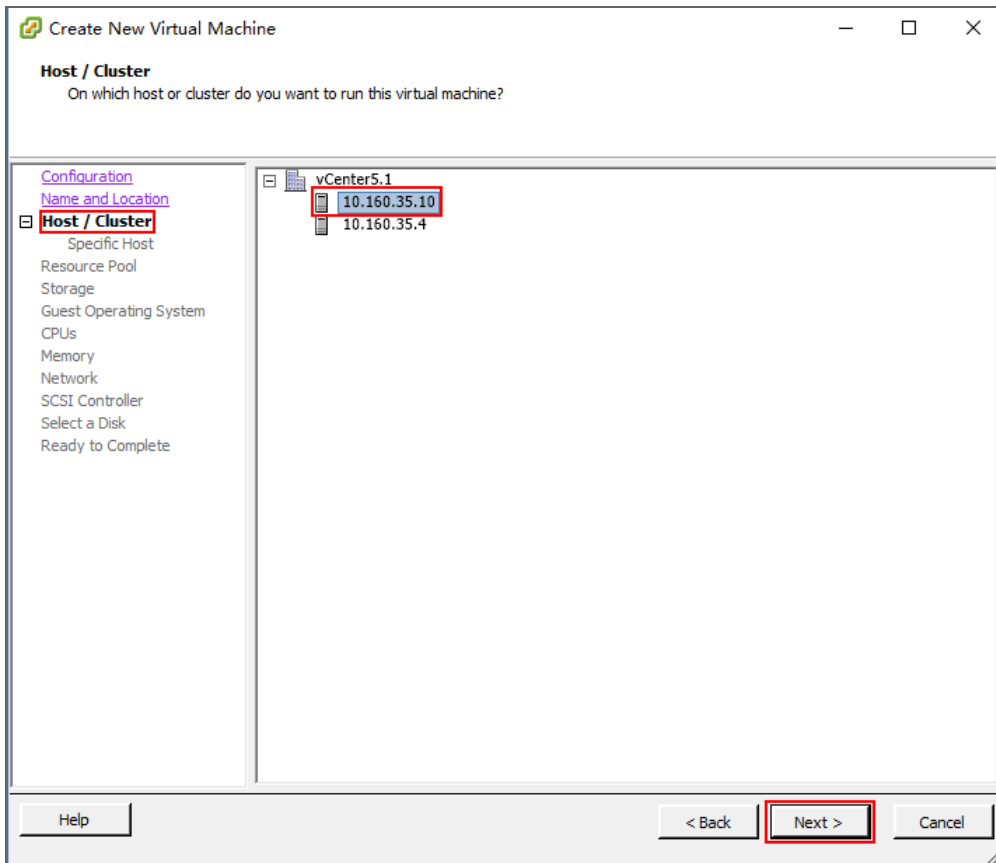 Create New Virtual Machine
Host / Cluster
On which host or cluster do you want to run this virtual machine?
Configuration
Name and Location
Host / Cluster
Specific Host
Resource Pool
Storage
Guest Operating System
CPUs
Memory
Network
SCSI Controller
Select a Disk
Ready to Complete
vCenter5.1
10.160.35.10
10.160.35.4
Help
< Back
Next >
Cancel